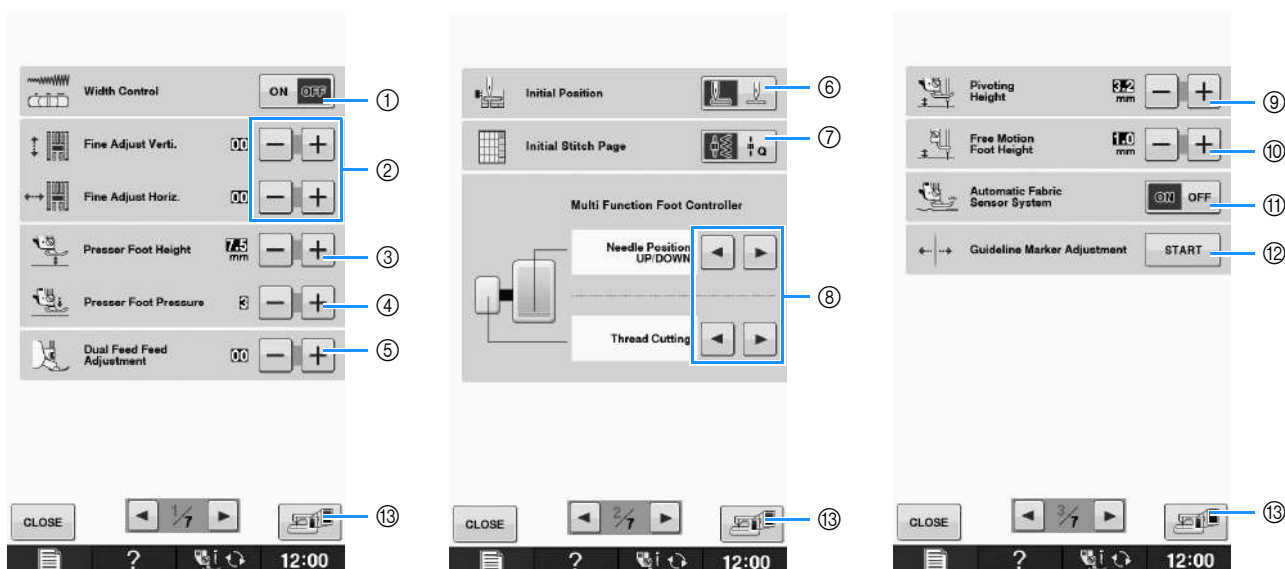 Width Control ON OFF ①
Fine Adjust Verti. 00 − +
②
Fine Adjust Horiz. 00 − +
Presser Foot Height 7.5 mm − + ③
Presser Foot Pressure 3 − + ④
Dual Feed Feed Adjustment 00 − + ⑤
CLOSE 1/7 ⑬
? 12:00
Initial Position ⑥
Initial Stitch Page Q ⑦
Multi Function Foot Controller
Needle Position
UP/DOWN
⑧
Thread Cutting
CLOSE 2/7 ⑬
? 12:00
Pivoting Height 3.2 mm − + ⑨
Free Motion Foot Height 1.0 mm − + ⑩
Automatic Fabric Sensor System ON OFF ⑪
Guideline Marker Adjustment START ⑫
CLOSE 3/7 ⑬
? 12:00